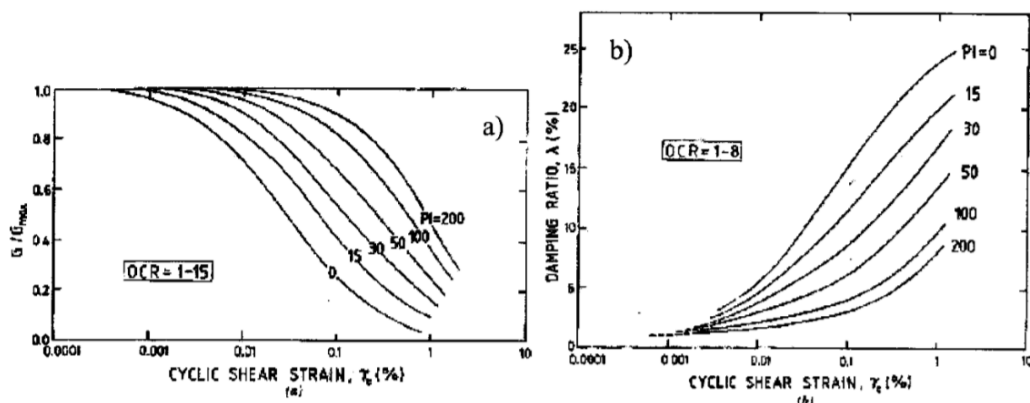 a)
1.0
0.8
0.6
0.4
0.2
0.0
G/Gmax
OCR=1-15
PI=200
100
50
30
15
0
0.0001 0.001 0.01 0.1 1 10
CYCLIC SHEAR STRAIN, γc (%)
(a)
b)
25
20
15
10
5
0
DAMPING RATIO, λ (%)
OCR=1-8
PI=0
15
30
50
100
200
0.0001 0.001 0.01 0.1 1 10
CYCLIC SHEAR STRAIN, γc (%)
(b)